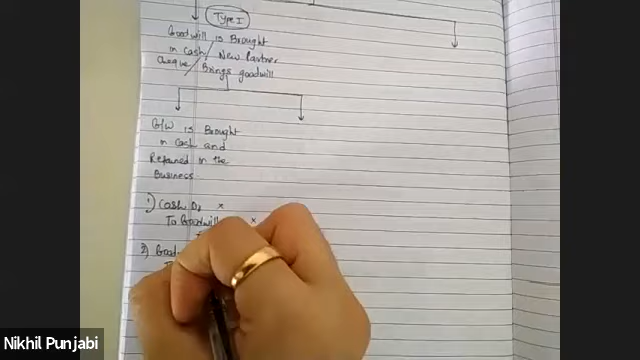 Type I
Goodwill is Brought
in Cash / New Partner
Cheque / Brings goodwill
G/W is Brought
in Cash and
Retained in the
Business
1) Cash Dr x
To Goodwill x
2)
Nikhil Punjabi